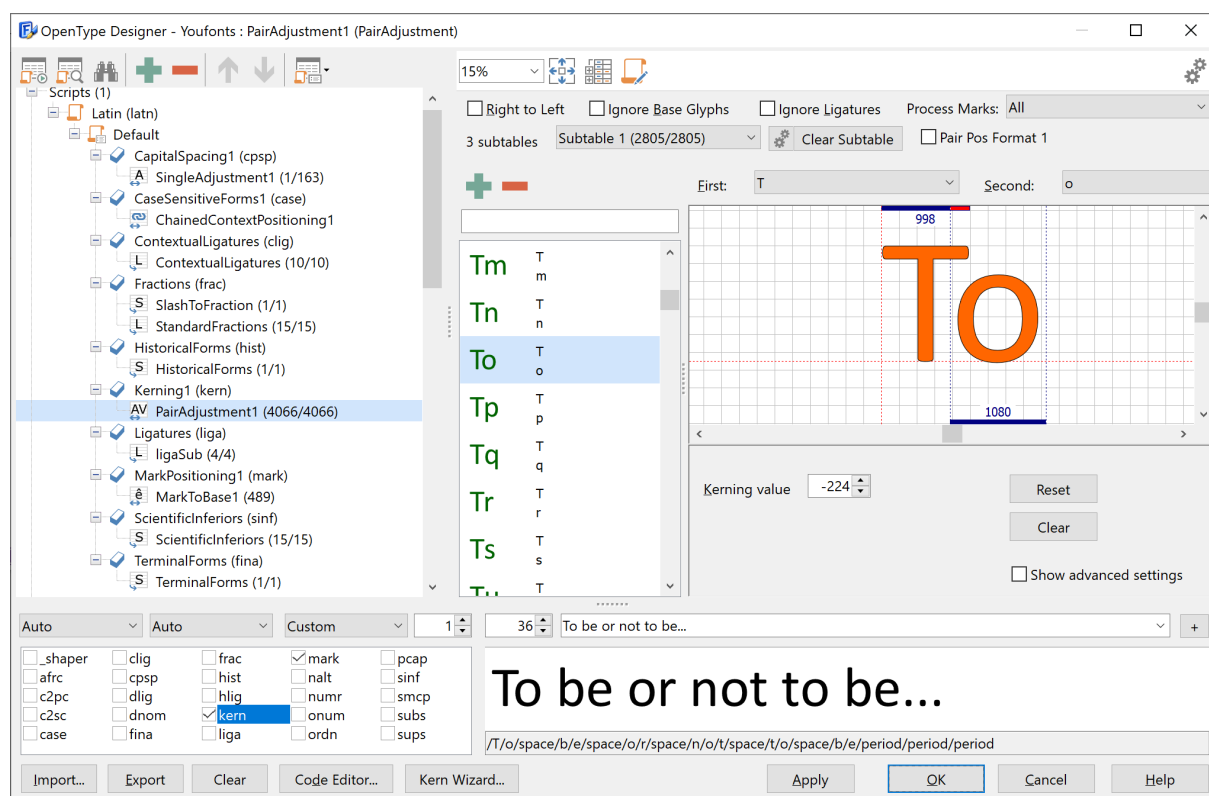 OpenType Designer - Youfonts : PairAdjustment1 (PairAdjustment)
Scripts (1)
Latin (latn)
Default
CapitalSpacing1 (cpsp)
A SingleAdjustment1 (1/163)
CaseSensitiveForms1 (case)
ChainedContextPositioning1
ContextualLigatures (clig)
L ContextualLigatures (10/10)
Fractions (frac)
S SlashToFraction (1/1)
L StandardFractions (15/15)
HistoricalForms (hist)
S HistoricalForms (1/1)
Kerning1 (kern)
AV PairAdjustment1 (4066/4066)
Ligatures (liga)
L ligaSub (4/4)
MarkPositioning1 (mark)
ê MarkToBase1 (489)
ScientificInferiors (sinf)
S ScientificInferiors (15/15)
TerminalForms (fina)
S TerminalForms (1/1)
15%
Right to Left Ignore Base Glyphs Ignore Ligatures Process Marks: All
3 subtables Subtable 1 (2805/2805) Clear Subtable Pair Pos Format 1
First: T Second: o
Tm T m
Tn T n
To T o
Tp T p
Tq T q
Tr T r
Ts T s
Tu T
998
To
1080
Kerning value -224 Reset
Clear
Show advanced settings
Auto Auto Custom 1 36 To be or not to be... +
_shaper clig frac mark pcap
afrc cpsp hist nalt sinf
c2pc dlig hlig numr smcp
c2sc dnom kern onum subs
case fina liga ordn sups
To be or not to be...
/T/o/space/b/e/space/o/r/space/n/o/t/space/t/o/space/b/e/period/period/period
Import... Export Clear Code Editor... Kern Wizard... Apply OK Cancel Help